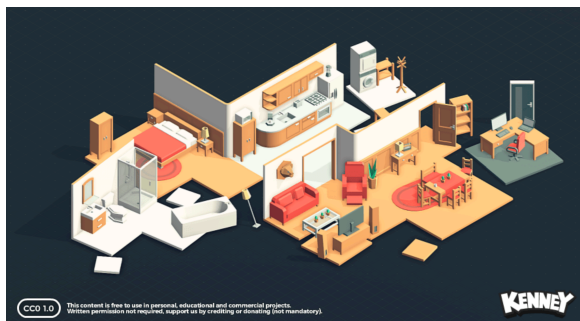 CC0 1.0
This content is free to use in personal, educational and commercial projects.
Written permission not required, support us by crediting or donating (not mandatory).
KENNEY